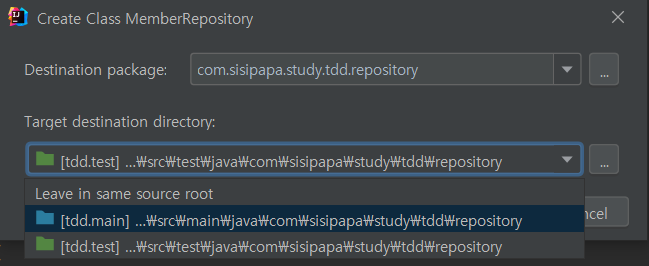 Create Class MemberRepository
Destination package:
com.sisipapa.study.tdd.repository
...
Target destination directory:
[tdd.test] ...₩src₩test₩java₩com₩sisipapa₩study₩tdd₩repository
...
Leave in same source root
[tdd.main] ...₩src₩main₩java₩com₩sisipapa₩study₩tdd₩repository
[tdd.test] ...₩src₩test₩java₩com₩sisipapa₩study₩tdd₩repository